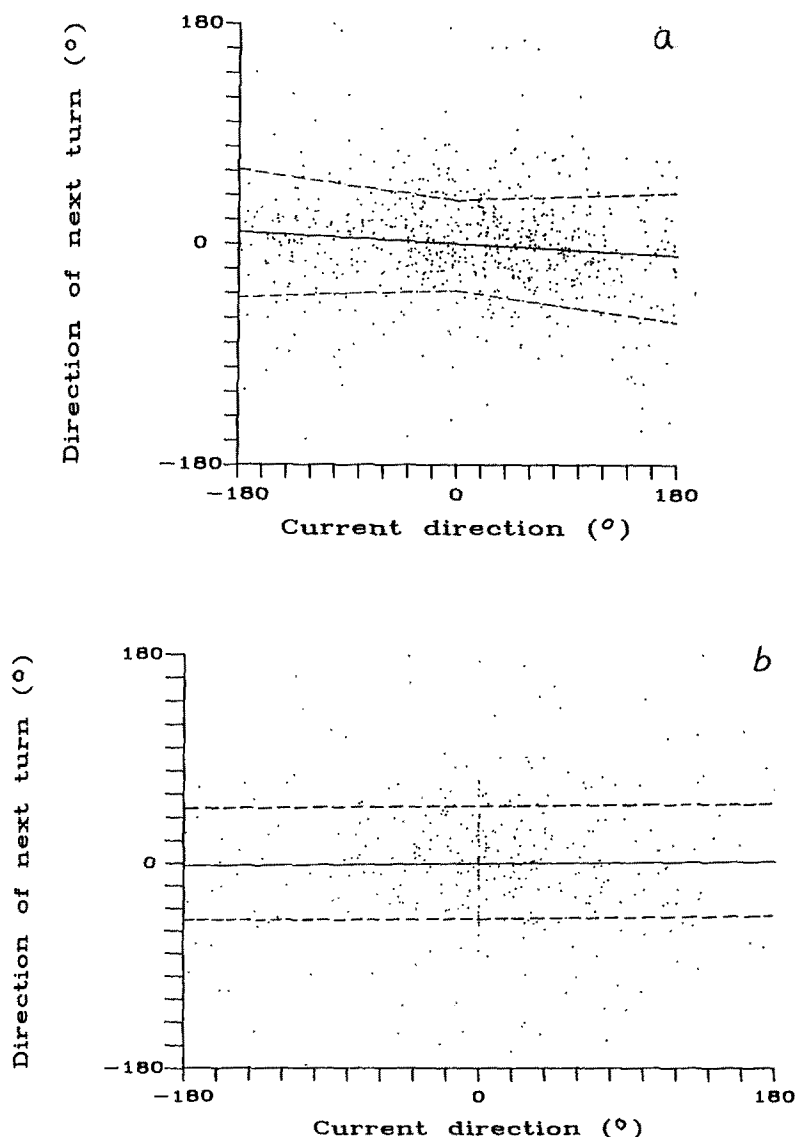 180
a
Direction of next turn (º)
0
-180
-180 0 180
Current direction (º)
180
b
Direction of next turn (º)
0
-180
-180 0 180
Current direction (º)